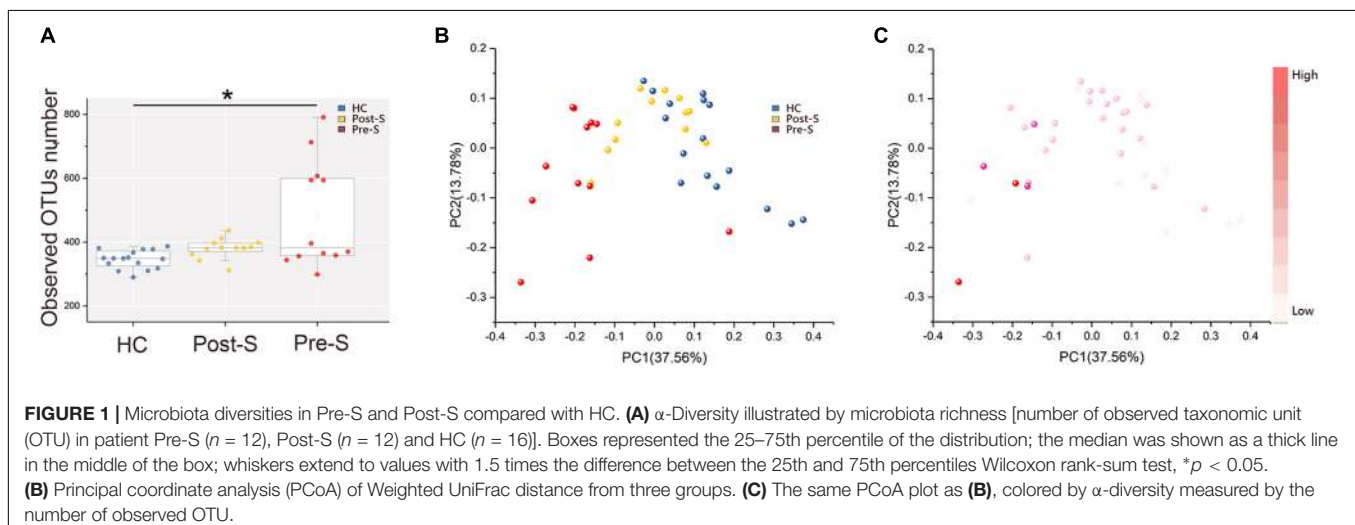 A
*
HC
Post-S
Pre-S
Observed OTUs number
800
600
400
200
HC Post-S Pre-S
B
0.2
0.1
0.0
-0.1
-0.2
-0.3
PC2(13.78%)
HC
Post-S
Pre-S
-0.4 -0.3 -0.2 -0.1 0.0 0.1 0.2 0.3 0.4
PC1(37.56%)
C
0.2
0.1
0.0
-0.1
-0.2
-0.3
PC2(13.78%)
High
Low
-0.4 -0.3 -0.2 -0.1 0.0 0.1 0.2 0.3 0.4
PC1(37.56%)
FIGURE 1 | Microbiota diversities in Pre-S and Post-S compared with HC. (A) α-Diversity illustrated by microbiota richness [number of observed taxonomic unit
(OTU) in patient Pre-S (n = 12), Post-S (n = 12) and HC (n = 16)]. Boxes represented the 25–75th percentile of the distribution; the median was shown as a thick line
in the middle of the box; whiskers extend to values with 1.5 times the difference between the 25th and 75th percentiles Wilcoxon rank-sum test, *p < 0.05.
(B) Principal coordinate analysis (PCoA) of Weighted UniFrac distance from three groups. (C) The same PCoA plot as (B), colored by α-diversity measured by the
number of observed OTU.